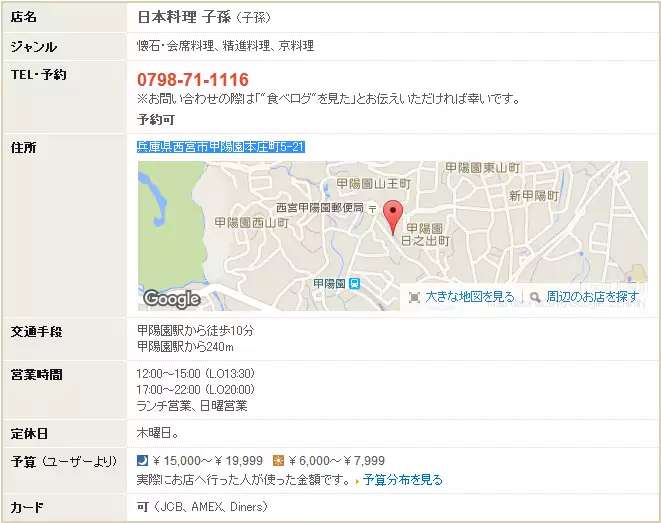 店名
日本料理 子孫 （子孫）
ジャンル
懐石・会席料理、精進料理、京料理
TEL・予約
0798-71-1116
※お問い合わせの際は「"食べログ"を見た」とお伝えいただければ幸いです。
予約可
住所
兵庫県西宮市甲陽園本庄町5-21
甲陽園東山町
甲陽園山王町
新甲陽町
西宮甲陽園郵便局 〒
甲陽園西山町
甲陽園
日之出町
甲陽園
Google
大きな地図を見る
周辺のお店を探す
交通手段
甲陽園駅から徒歩10分
甲陽園駅から240m
営業時間
12:00～15:00 (LO13:30)
17:00～22:00 (LO20:00)
ランチ営業、日曜営業
定休日
木曜日。
予算 （ユーザーより）
￥15,000～￥19,999 ￥6,000～￥7,999
実際にお店へ行った人が使った金額です。 予算分布を見る
カード
可 （JCB、AMEX、Diners）